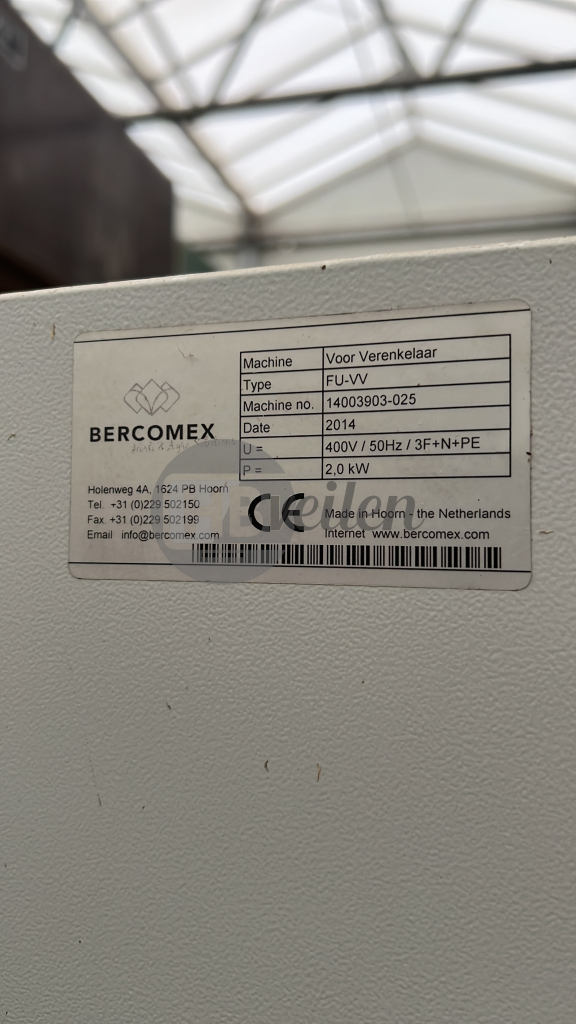 Machine Voor Verenkelaar
Type FU-VV
Machine no. 14003903-025
Date 2014
U = 400V / 50Hz / 3F+N+PE
P = 2,0 kW
BERCOMEX
Holenweg 4A, 1624 PB Hoorn
Tel. +31 (0)229 502150
Fax. +31 (0)229 502199
Email info@bercomex.com
CE
Made in Hoorn - the Netherlands
Internet www.bercomex.com
veilen